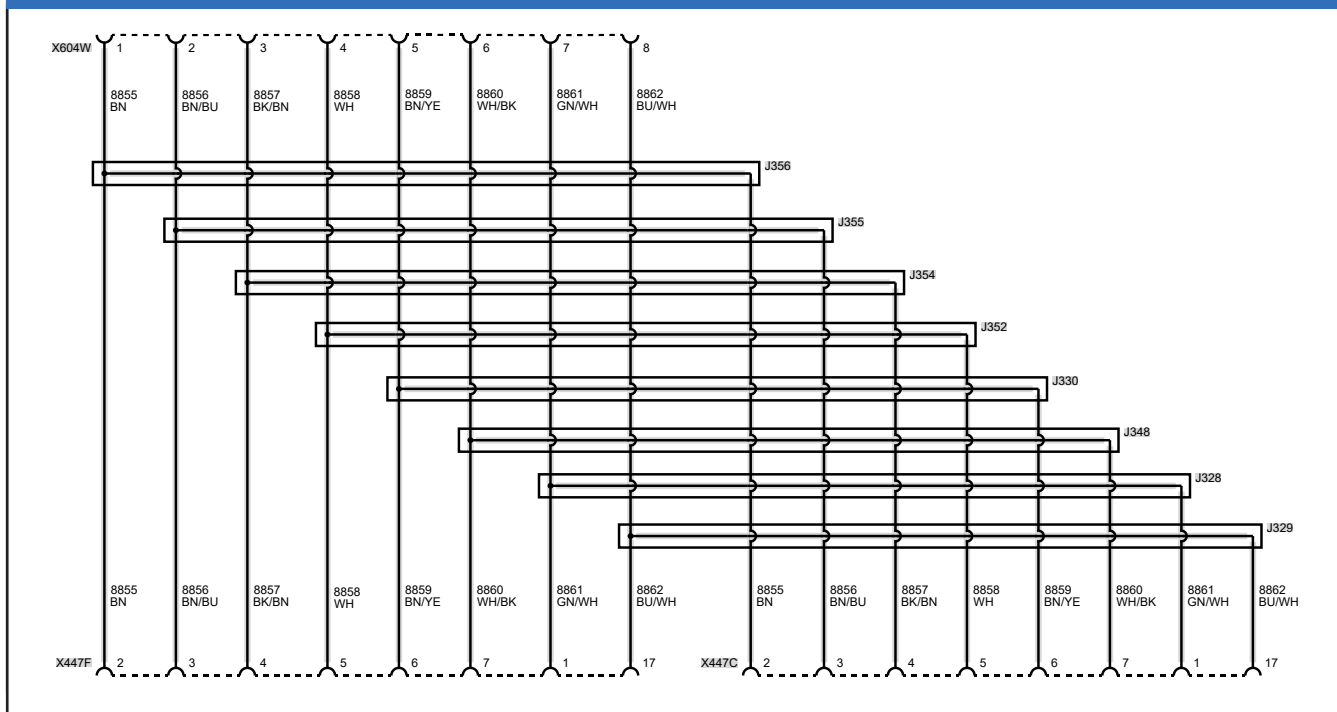 X604W 1 2 3 4 5 6 7 8
8855 8856 8857 8858 8859 8860 8861 8862
BN BN/BU BK/BN WH BN/YE WH/BK GN/WH BU/WH
J356
J355
J354
J352
J330
J348
J328
J329
8855 8856 8857 8858 8859 8860 8861 8862 8855 8856 8857 8858 8859 8860 8861 8862
BN BN/BU BK/BN WH BN/YE WH/BK GN/WH BU/WH BN BN/BU BK/BN WH BN/YE WH/BK GN/WH BU/WH
X447F 2 3 4 5 6 7 1 17 X447C 2 3 4 5 6 7 1 17